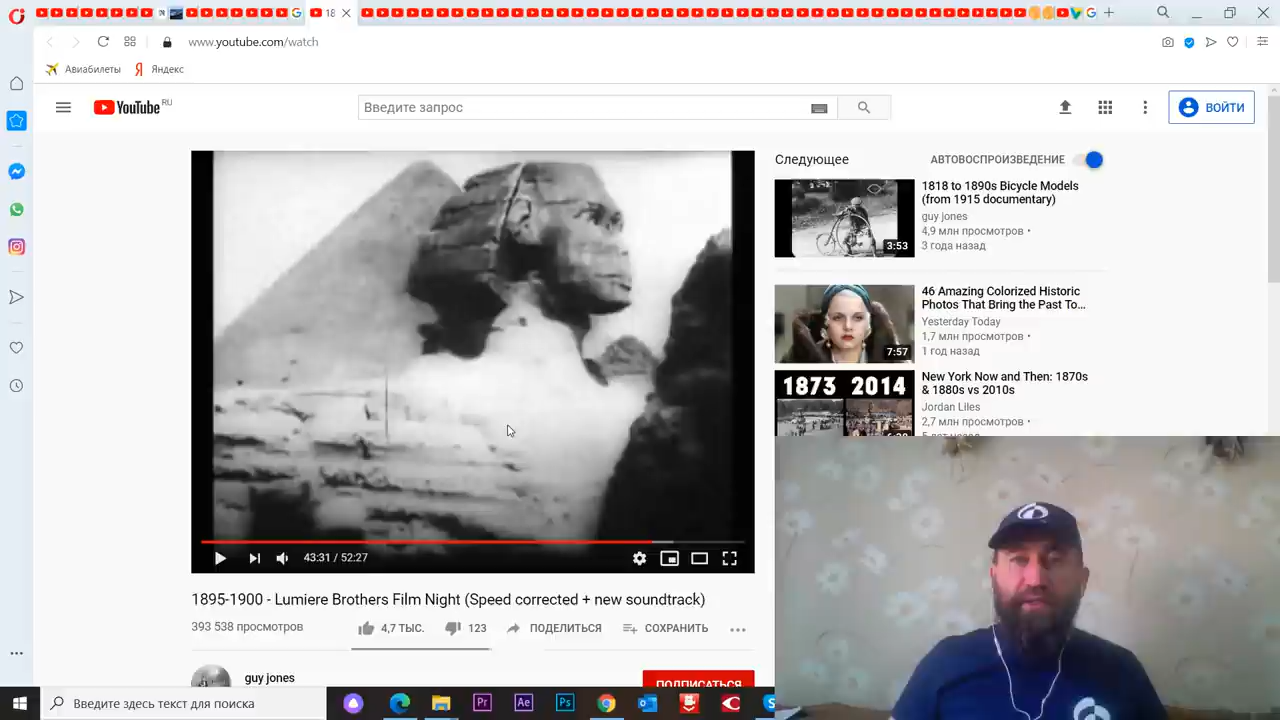 18
www.youtube.com/watch
Авиабилеты
Яндекс
YouTube RU
Введите запрос
ВОЙТИ
Следующее
АВТОВОСПРОИЗВЕДЕНИЕ
1818 to 1890s Bicycle Models
(from 1915 documentary)
guy jones
4,9 млн просмотров •
3 года назад
3:53
46 Amazing Colorized Historic
Photos That Bring the Past To...
Yesterday Today
1,7 млн просмотров •
1 год назад
7:57
1873 2014
New York Now and Then: 1870s
& 1880s vs 2010s
Jordan Liles
2,7 млн просмотров •
43:31 / 52:27
1895-1900 - Lumiere Brothers Film Night (Speed corrected + new soundtrack)
393 538 просмотров
4,7 ТЫС.
123
ПОДЕЛИТЬСЯ
СОХРАНИТЬ
guy jones
ПОДПИСАТЬСЯ
Введите здесь текст для поиска
Pr
Ae
Ps